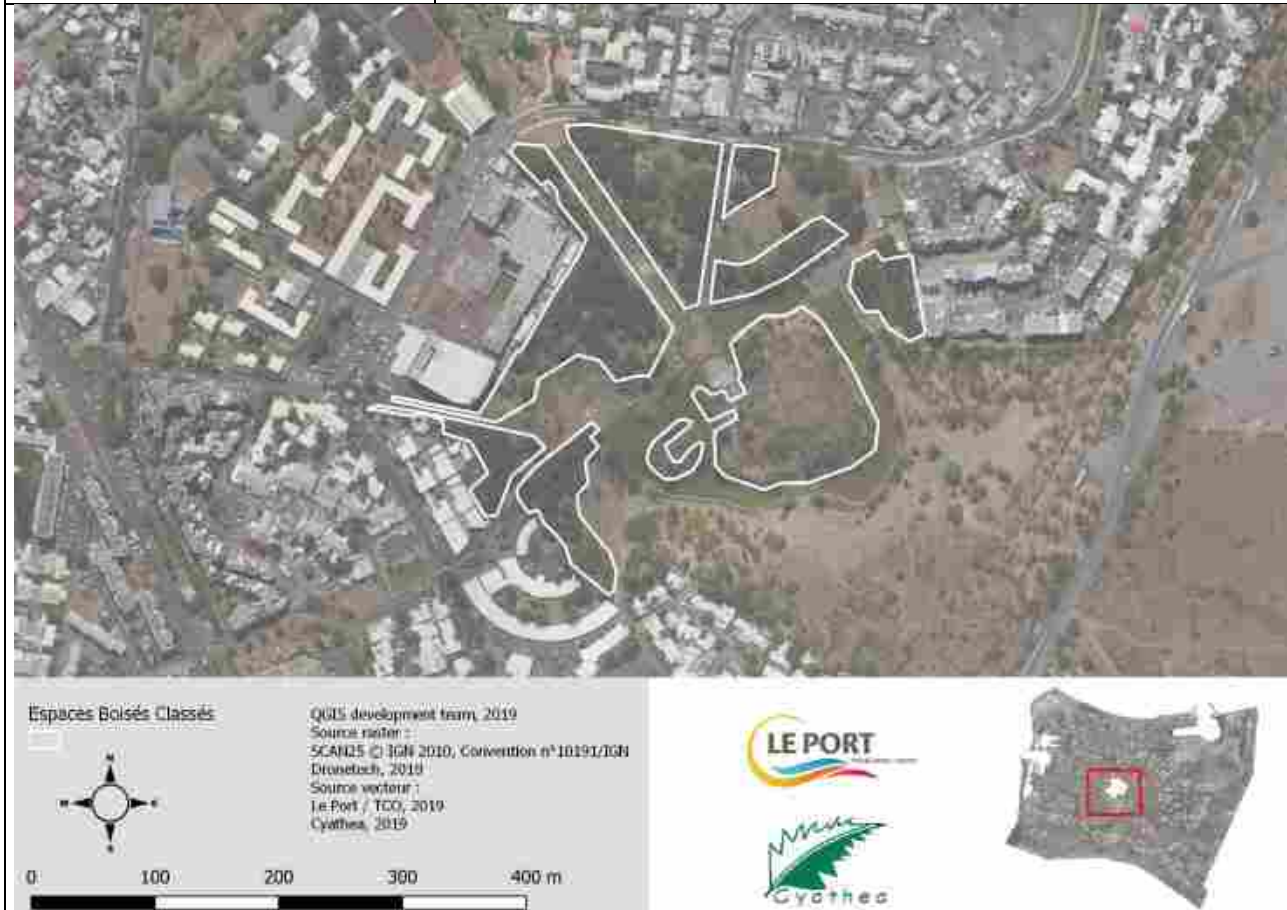 Espaces Boisés Classés
QGIS development team, 2019
Source raster :
SCAN25 © IGN 2010, Convention n°10191/IGN
Dronetech, 2019
Source vecteur :
Le Port / TCO, 2019
Cyathea, 2019
N
S
0 100 200 300 400 m
LE PORT
Cyathea